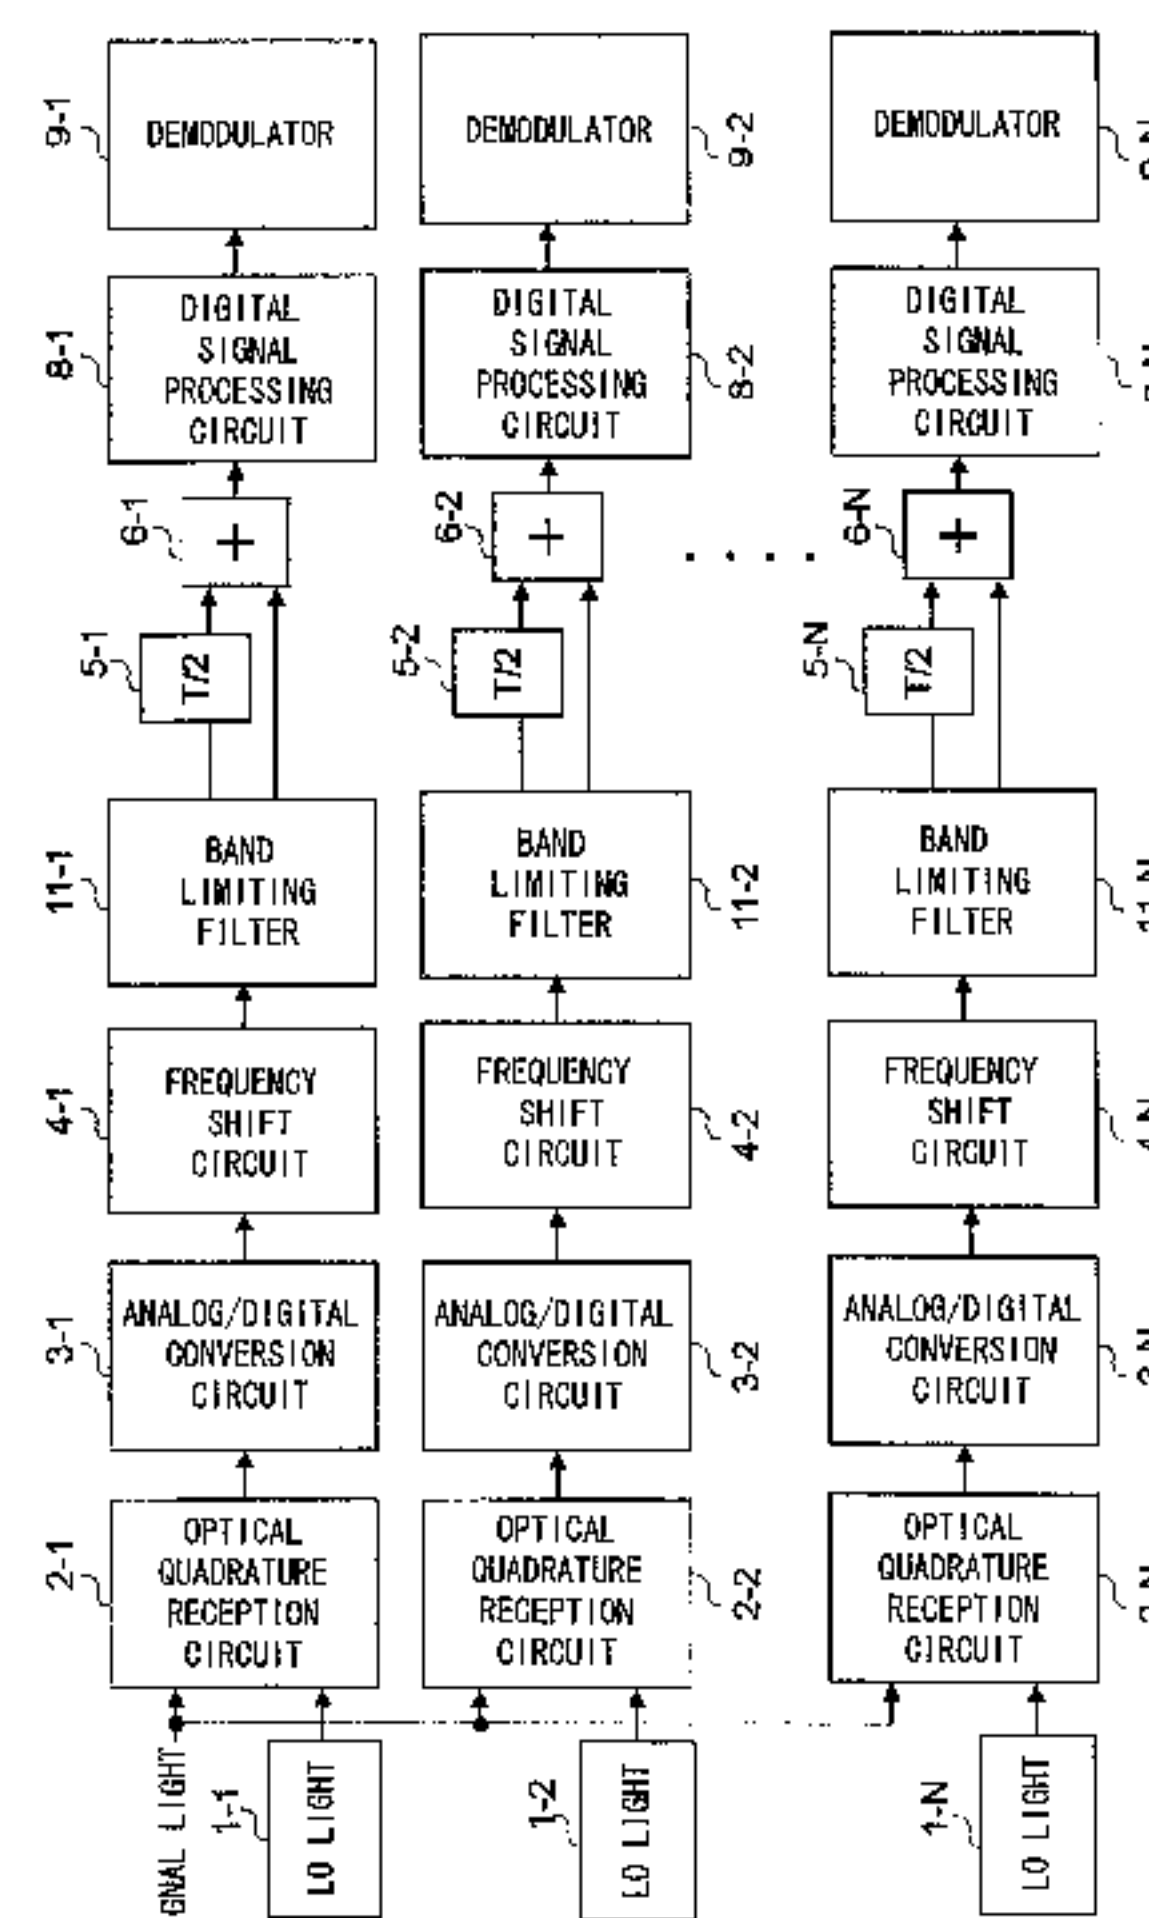 9-1
DEMODULATOR
DEMODULATOR
9-2
DEMODULATOR
8-1
DIGITAL
SIGNAL
PROCESSING
CIRCUIT
DIGITAL
SIGNAL
PROCESSING
CIRCUIT
8-2
DIGITAL
SIGNAL
PROCESSING
CIRCUIT
6-1
+
6-2
+
. . . .
6-N
+
5-1
T/2
5-2
T/2
5-N
T/2
11-1
BAND
LIMITING
FILTER
BAND
LIMITING
FILTER
11-2
BAND
LIMITING
FILTER
11-N
4-1
FREQUENCY
SHIFT
CIRCUIT
FREQUENCY
SHIFT
CIRCUIT
4-2
FREQUENCY
SHIFT
CIRCUIT
3-1
ANALOG/DIGITAL
CONVERSION
CIRCUIT
ANALOG/DIGITAL
CONVERSION
CIRCUIT
3-2
ANALOG/DIGITAL
CONVERSION
CIRCUIT
2-1
OPTICAL
QUADRATURE
RECEPTION
CIRCUIT
OPTICAL
QUADRATURE
RECEPTION
CIRCUIT
2-2
OPTICAL
QUADRATURE
RECEPTION
CIRCUIT
GNAL LIGHT
1-1
LO LIGHT
1-2
LO LIGHT
1-N
LO LIGHT